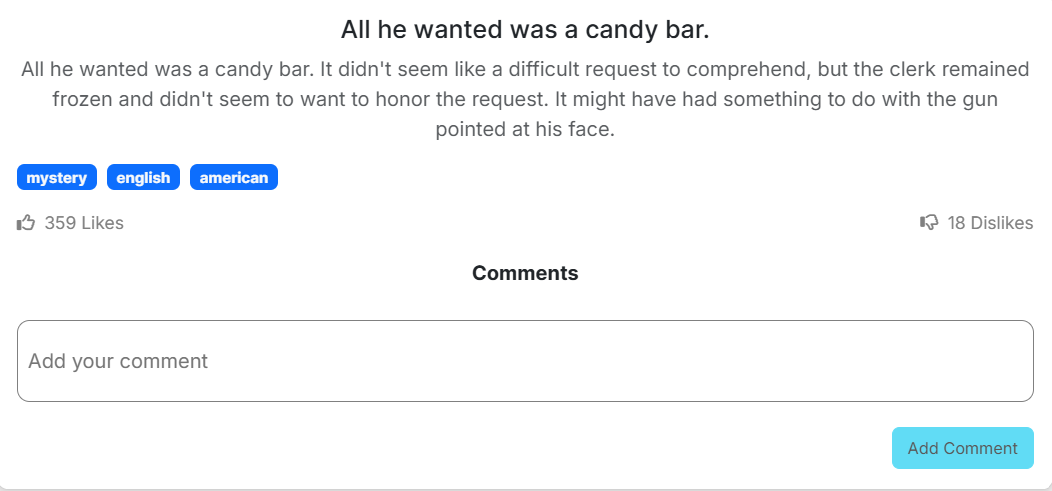 All he wanted was a candy bar.
All he wanted was a candy bar. It didn't seem like a difficult request to comprehend, but the clerk remained
frozen and didn't seem to want to honor the request. It might have had something to do with the gun
pointed at his face.
mystery english american
359 Likes 18 Dislikes
Comments
Add your comment
Add Comment